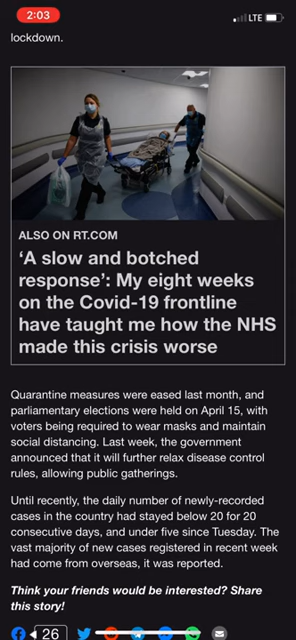 2:03
LTE
lockdown.
ALSO ON RT.COM
‘A slow and botched
response’: My eight weeks
on the Covid-19 frontline
have taught me how the NHS
made this crisis worse
Quarantine measures were eased last month, and
parliamentary elections were held on April 15, with
voters being required to wear masks and maintain
social distancing. Last week, the government
announced that it will further relax disease control
rules, allowing public gatherings.
Until recently, the daily number of newly-recorded
cases in the country had stayed below 20 for 20
consecutive days, and under five since Tuesday. The
vast majority of new cases registered in recent week
had come from overseas, it was reported.
Think your friends would be interested? Share
this story!
26